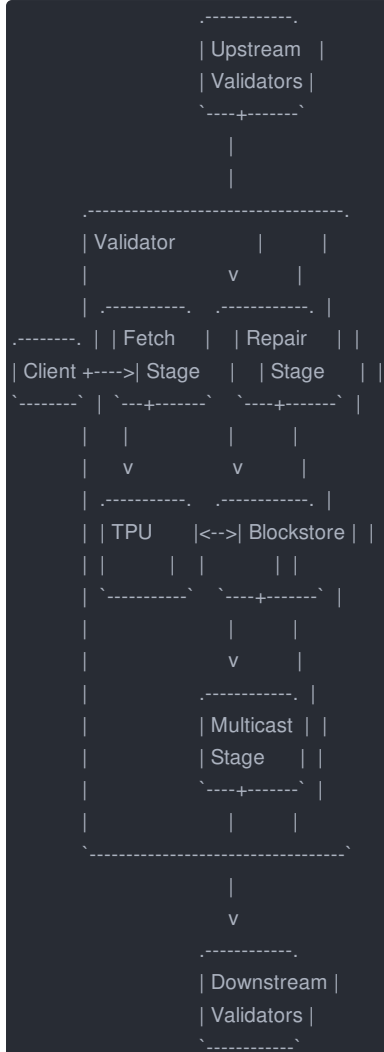 .------------.
| Upstream   |
| Validators |
`----+-------`
|
|
.-----------------------------------.
| Validator              |          |
|                        v          |
|  .-----------.   .------------.  |
.--------.  |  | Fetch     |   | Repair     |  |
| Client +---->| Stage     |   | Stage      |  |
`--------`  |  `---+-------`   `----+-------`  |
|      |                |          |
|      v                v          |
|  .-----------.   .------------.  |
|  | TPU       |<-->| Blockstore |  |
|  |           |   |            |  |
|  `-----------`   `----+-------`  |
|                       |          |
|                       v          |
|                  .------------.  |
|                  | Multicast  |  |
|                  | Stage      |  |
|                  `----+-------`  |
|                       |          |
`----------------------------------`
|
v
.------------.
| Downstream |
| Validators |
`------------`